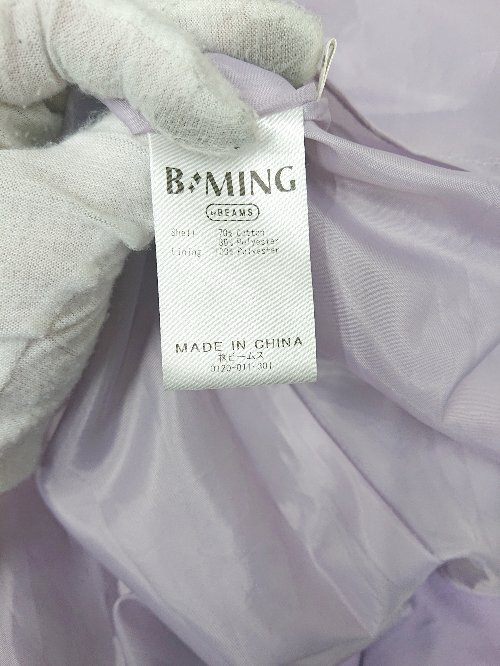 B MING
by BEAMS
Shell 70% Cotton
30% Polyester
Lining 100% Polyester
MADE IN CHINA
㈱ビームス
0120-011-301